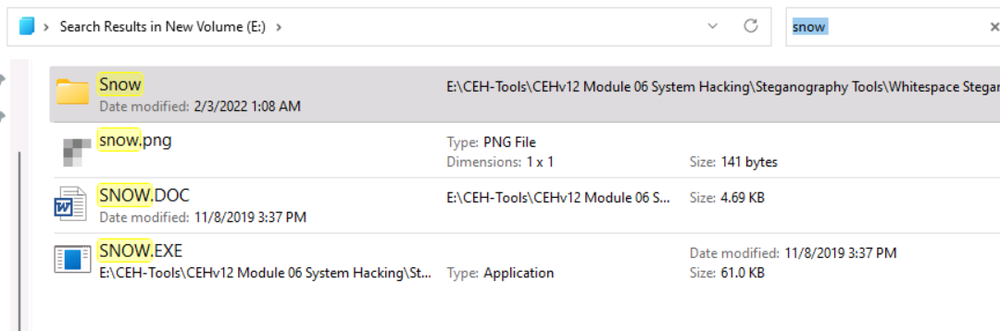 Search Results in New Volume (E:)
snow
Snow
E:\CEH-Tools\CEHv12 Module 06 System Hacking\Steganography Tools\Whitespace Stegar
Date modified: 2/3/2022 1:08 AM
snow.png
Type: PNG File
Dimensions: 1 x 1
Size: 141 bytes
SNOW.DOC
E:\CEH-Tools\CEHv12 Module 06 S...
Size: 4.69 KB
Date modified: 11/8/2019 3:37 PM
SNOW.EXE
Date modified: 11/8/2019 3:37 PM
E:\CEH-Tools\CEHv12 Module 06 System Hacking\St...
Type: Application
Size: 61.0 KB